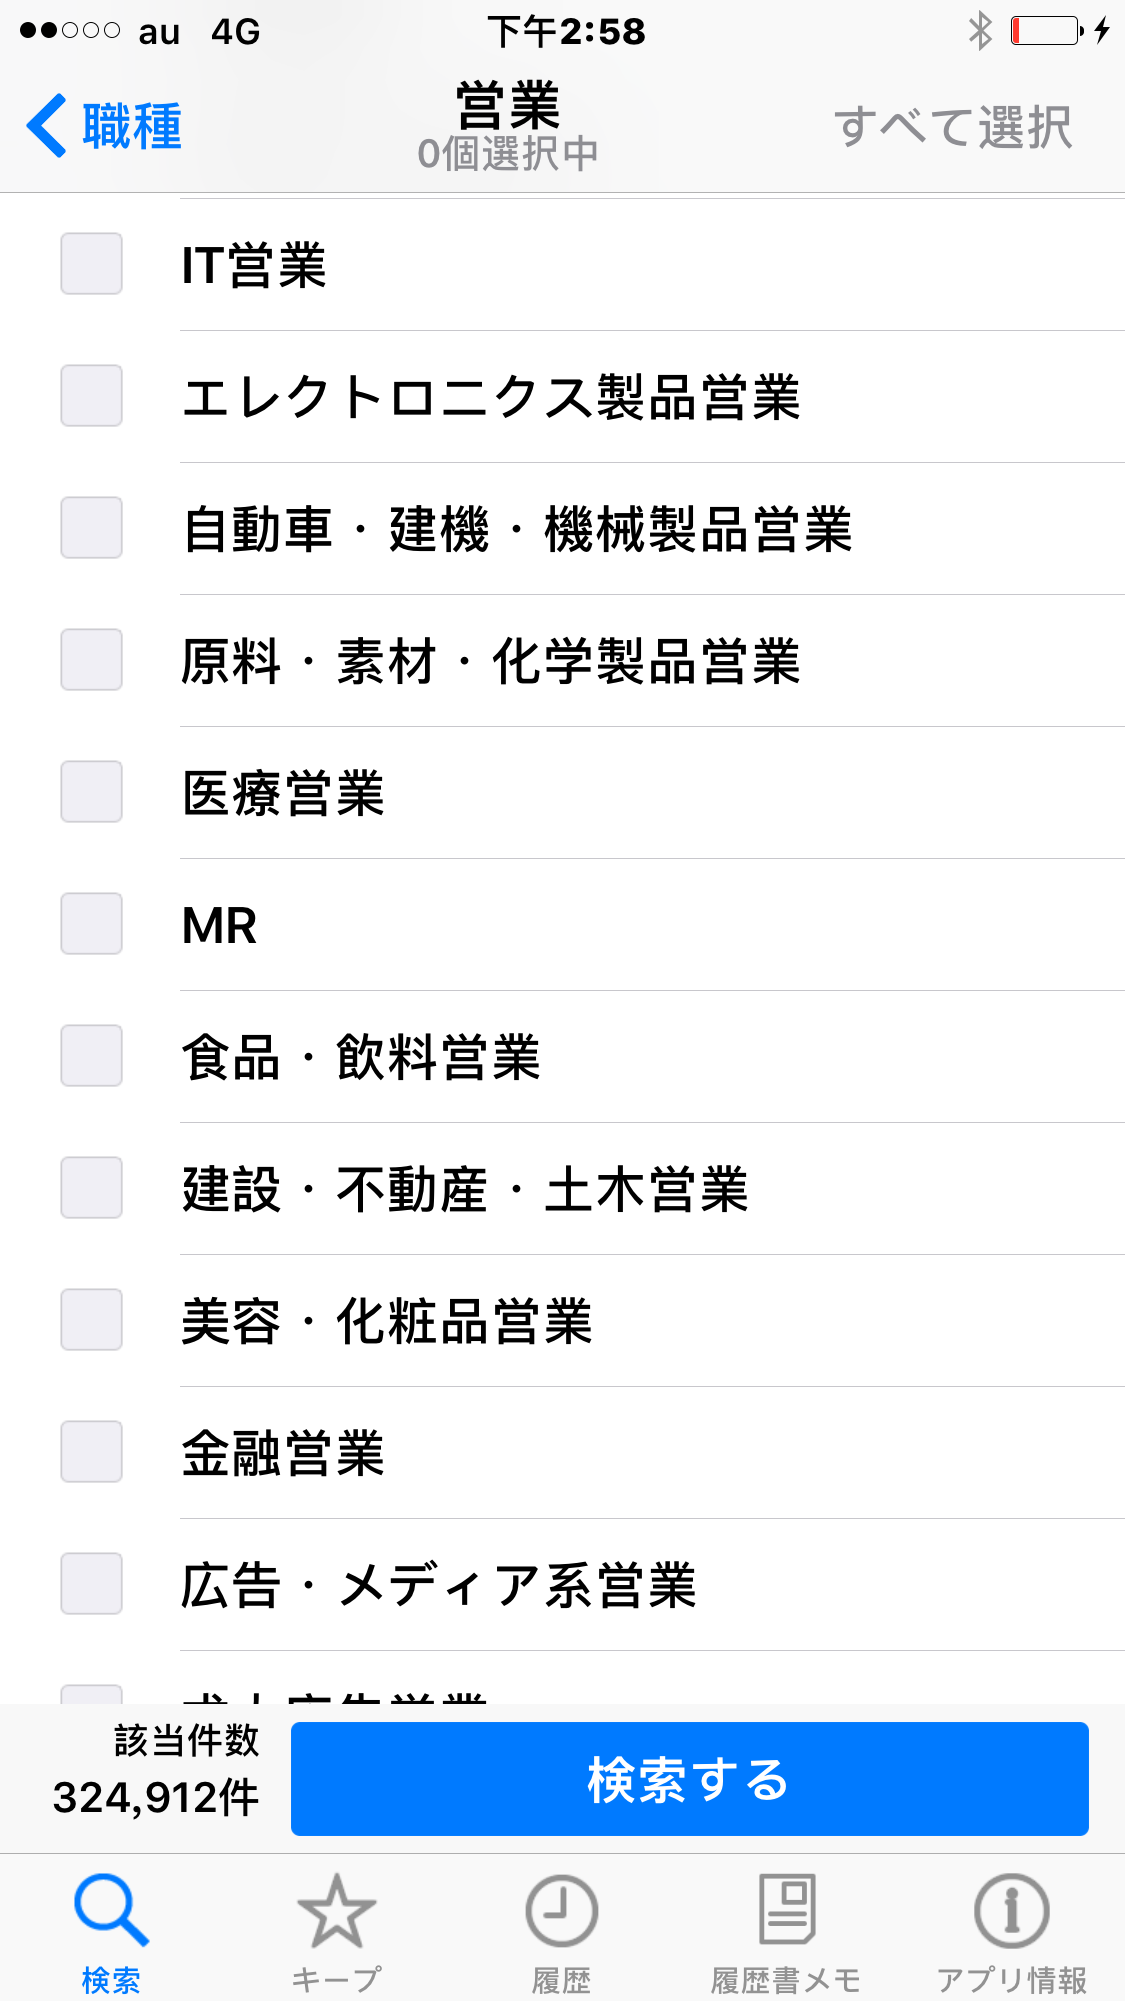 au 4G 下午2:58
職種 営業 すべて選択
0個選択中
IT営業
エレクトロニクス製品営業
自動車・建機・機械製品営業
原料・素材・化学製品営業
医療営業
MR
食品・飲料営業
建設・不動産・土木営業
美容・化粧品営業
金融営業
広告・メディア系営業
求人広告営業
該当件数
324,912件
検索する
検索 キープ 履歴 履歴書メモ アプリ情報